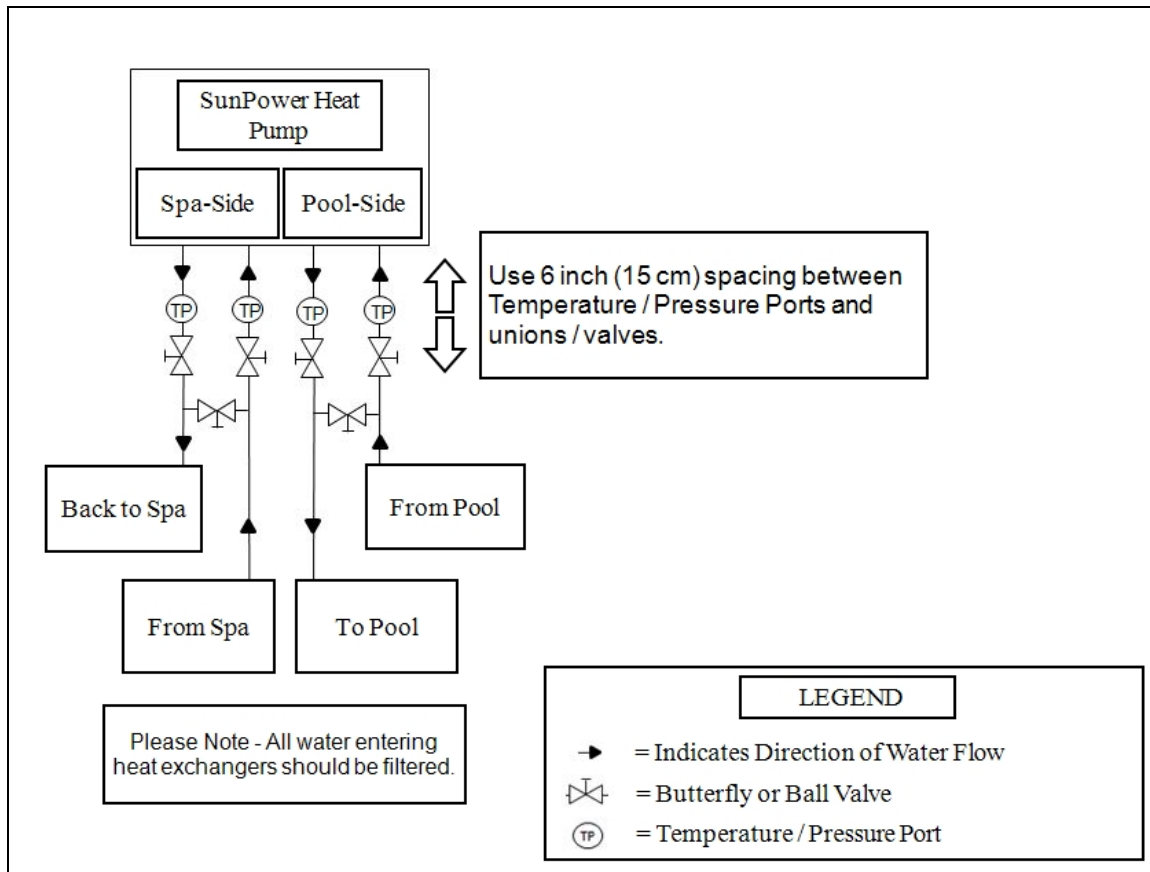 SunPower Heat
Pump
Spa-Side
Pool-Side
Use 6 inch (15 cm) spacing between
Temperature / Pressure Ports and
unions / valves.
TP
TP
TP
TP
Back to Spa
From Pool
From Spa
To Pool
Please Note - All water entering
heat exchangers should be filtered.
LEGEND
= Indicates Direction of Water Flow
= Butterfly or Ball Valve
TP = Temperature / Pressure Port